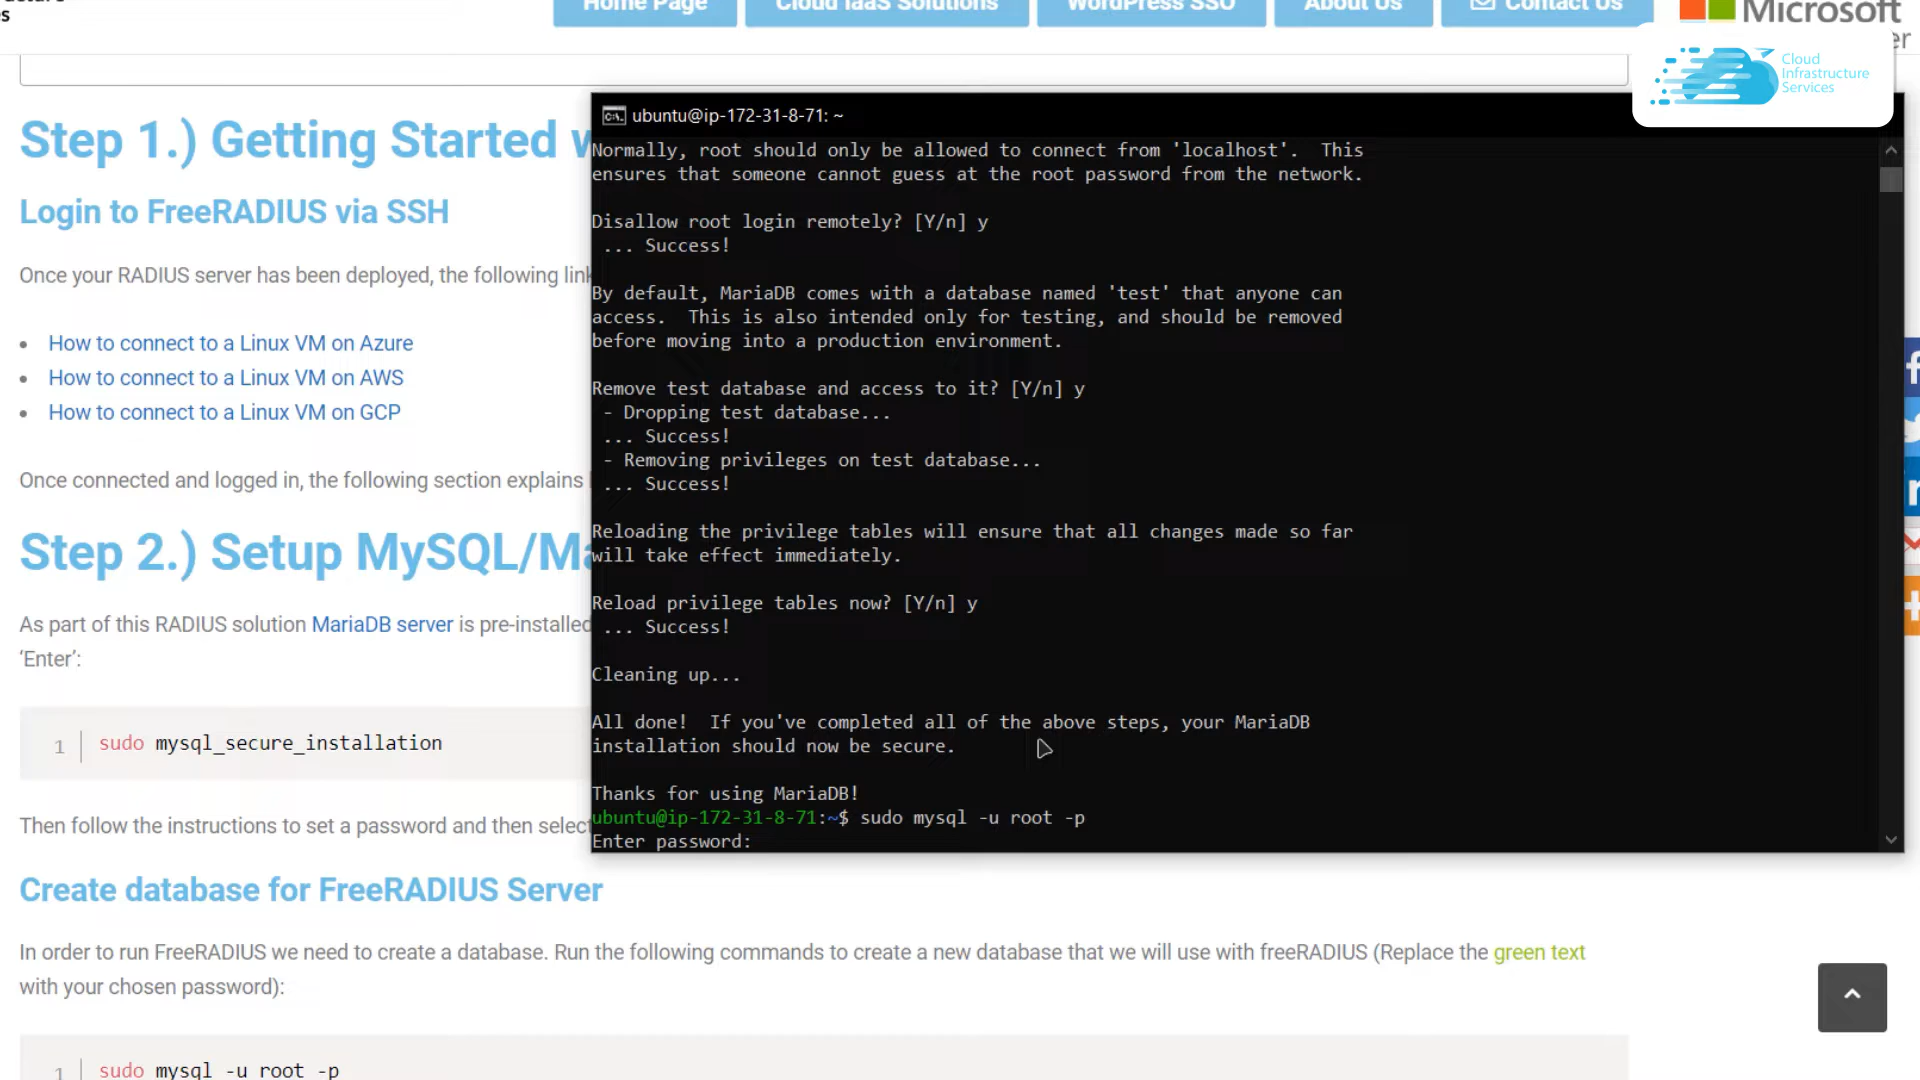 Home Page
Cloud IaaS Solutions
WordPress SSO
About Us
Contact Us
Microsoft
Cloud
Infrastructure
Services
Step 1.) Getting Started
Login to FreeRADIUS via SSH
Once your RADIUS server has been deployed, the following link
• How to connect to a Linux VM on Azure
• How to connect to a Linux VM on AWS
• How to connect to a Linux VM on GCP
Once connected and logged in, the following section explains
Step 2.) Setup MySQL/Ma
As part of this RADIUS solution MariaDB server is pre-installed
‘Enter’:
1 sudo mysql_secure_installation
Then follow the instructions to set a password and then select
Create database for FreeRADIUS Server
In order to run FreeRADIUS we need to create a database. Run the following commands to create a new database that we will use with freeRADIUS (Replace the green text
with your chosen password):
1 sudo mysql -u root -p
ubuntu@ip-172-31-8-71: ~
Normally, root should only be allowed to connect from 'localhost'.  This
ensures that someone cannot guess at the root password from the network.
Disallow root login remotely? [Y/n] y
... Success!
By default, MariaDB comes with a database named 'test' that anyone can
access.  This is also intended only for testing, and should be removed
before moving into a production environment.
Remove test database and access to it? [Y/n] y
- Dropping test database...
... Success!
- Removing privileges on test database...
... Success!
Reloading the privilege tables will ensure that all changes made so far
will take effect immediately.
Reload privilege tables now? [Y/n] y
... Success!
Cleaning up...
All done!  If you've completed all of the above steps, your MariaDB
installation should now be secure.
Thanks for using MariaDB!
ubuntu@ip-172-31-8-71:~$ sudo mysql -u root -p
Enter password: